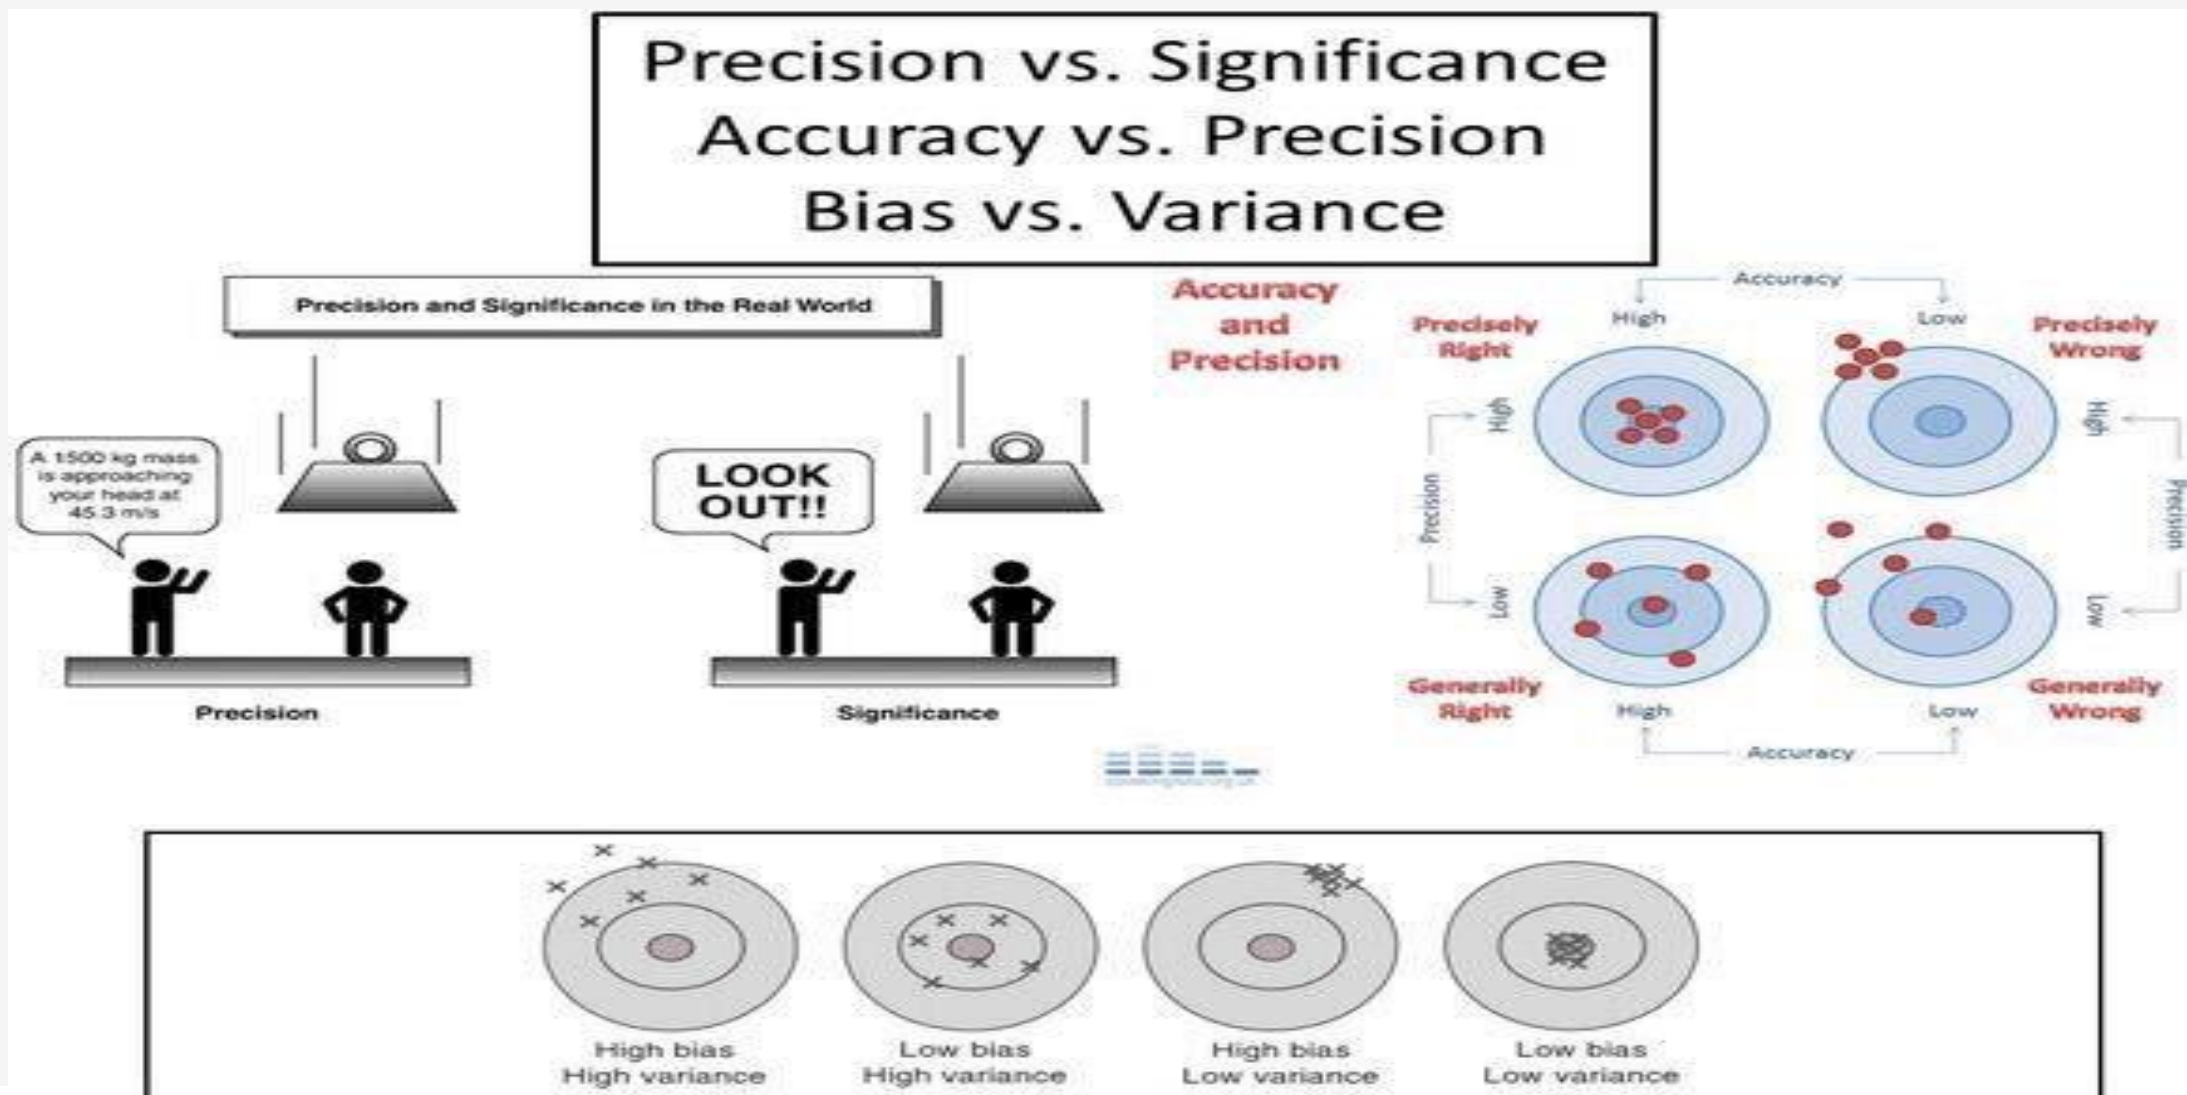 Precision vs. Significance
Accuracy vs. Precision
Bias vs. Variance
Precision and Significance in the Real World
A 1500 kg mass
is approaching
your head at
45.3 m/s
LOOK
OUT!!
Precision
Significance
Accuracy
and
Precision
Accuracy
High
Low
Precisely
Right
Precisely
Wrong
High
High
Precision
Precision
Low
Low
Generally
Right
Generally
Wrong
High
Low
Accuracy
High bias
High variance
Low bias
High variance
High bias
Low variance
Low bias
Low variance